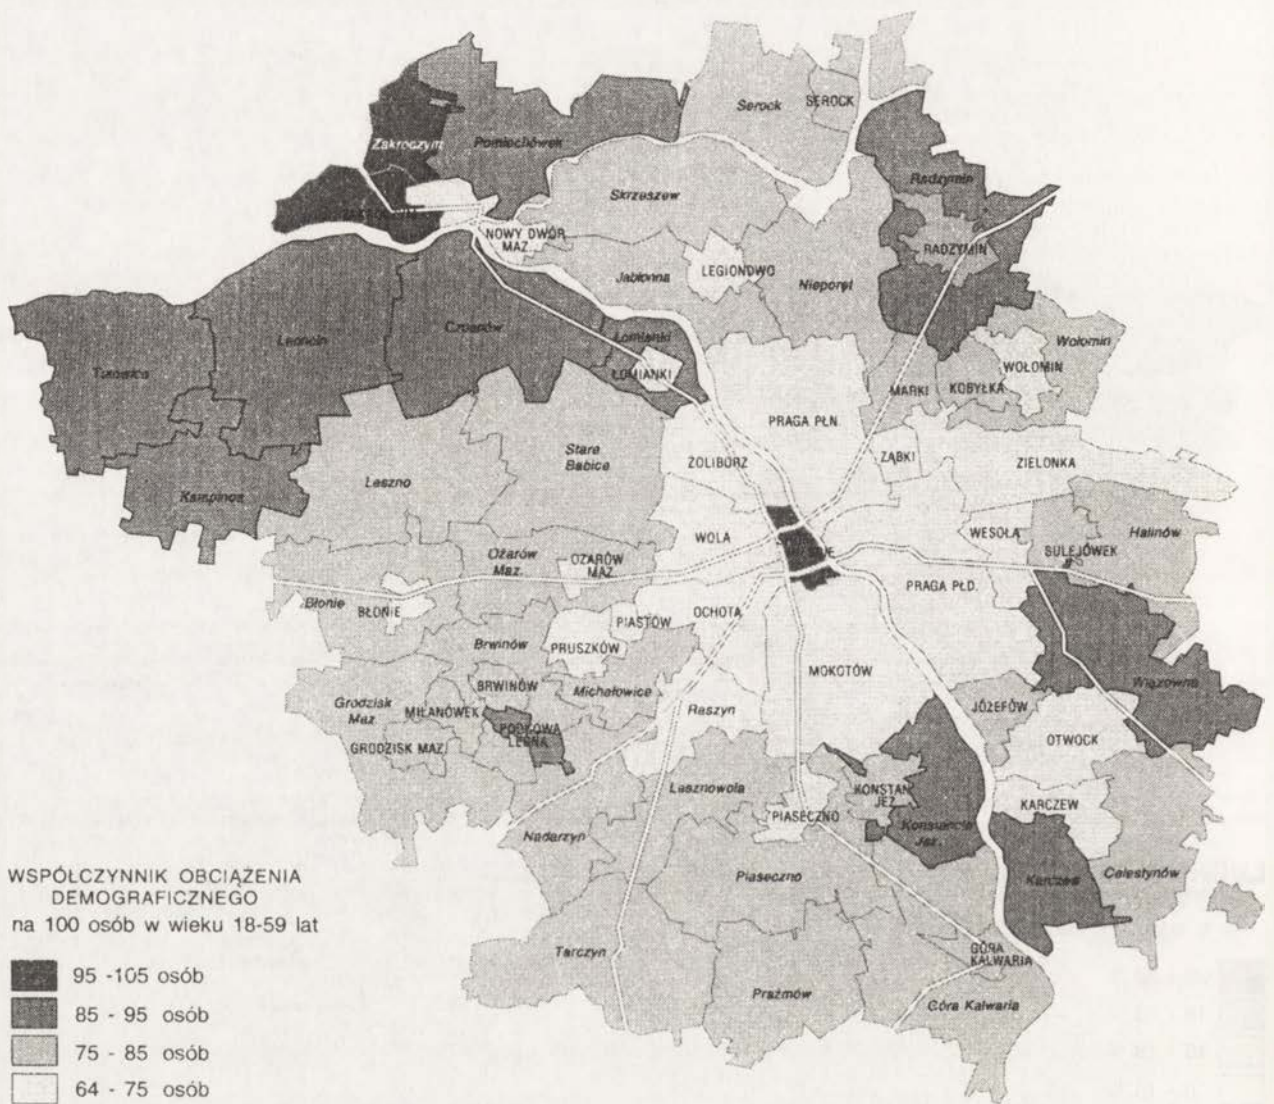 Serock
SEROCK
Zakroczym
Pomiechówek
Radzymin
Skrzeszew
NOWY DWÓR
MAZ.
RADZYMIN
Jabłonna
LEGIONOWO
Nieporęt
Leoncin
Czosnów
Łomianki
ŁOMIANKI
Wołomin
WOŁOMIN
MARKI
KOBYŁKA
PRAGA PŁN.
Stara
Babice
ŻOLIBORZ
ZĄBKI
ZIELONKA
Leszno
Kampinos
WOLA
WESOŁA
Halinów
SULEJÓWEK
Ożarów
Maz.
OŻARÓW
MAZ.
PRAGA PŁD.
Błonie
BŁONIE
PIASTÓW
OCHOTA
Brwinów
PRUSZKÓW
MOKOTÓW
Wiązowna
BRWINÓW
Michałowice
Grodzisk
Maz.
MILANÓWEK
Raszyn
JÓZEFÓW
PODKOWA
LEŚNA
OTWOCK
GRODZISK MAZ.
Lesznowola
KONSTAN.
JEZ.
KARCZEW
PIASECZNO
Konstancin
Jez.
Nadarzyn
Piaseczno
Karczew
Celestynów
Tarczyn
GÓRA
KALWARIA
Prażmów
Góra Kalwaria
WSPÓŁCZYNNIK OBCIĄŻENIA
DEMOGRAFICZNEGO
na 100 osób w wieku 18-59 lat
95 -105 osób
85 - 95 osób
75 - 85 osób
64 - 75 osób